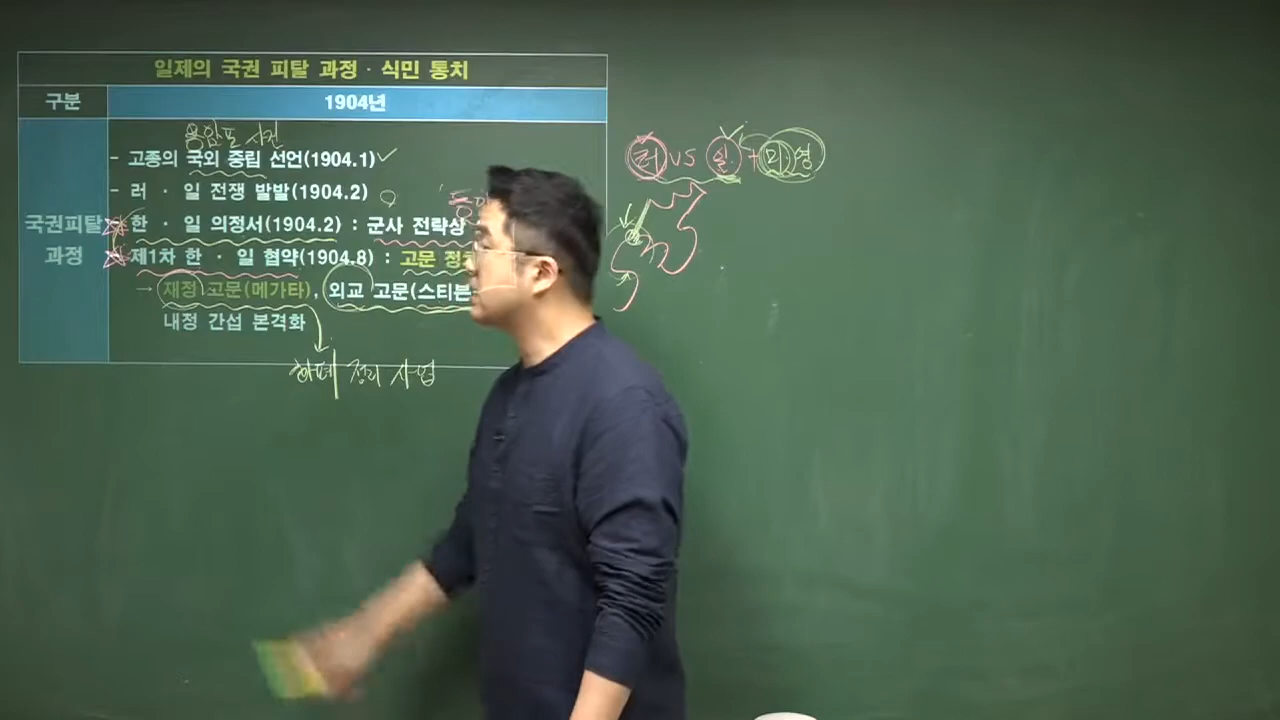 일제의 국권 피탈 과정 · 식민 통치
구분 1904년
용암포 사건
- 고종의 국외 중립 선언(1904.1)
- 러 · 일 전쟁 발발(1904.2)
국권피탈 과정
한 · 일 의정서(1904.2) : 군사 전략상
제1차 한 · 일 협약(1904.8) : 고문 정치
→ 재정 고문(메가타), 외교 고문(스티븐
내정 간섭 본격화
화폐 정리 사업
러 VS 일 + 미·영